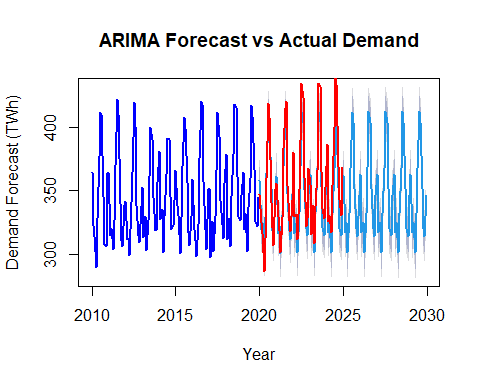 ARIMA Forecast vs Actual Demand
Demand Forecast (TWh)
400
350
300
2010 2015 2020 2025 2030
Year